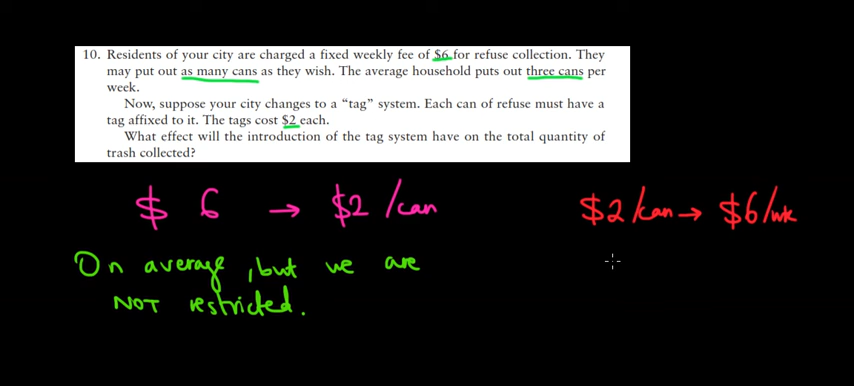 10. Residents of your city are charged a fixed weekly fee of $6 for refuse collection. They
may put out as many cans as they wish. The average household puts out three cans per
week.
Now, suppose your city changes to a “tag” system. Each can of refuse must have a
tag affixed to it. The tags cost $2 each.
What effect will the introduction of the tag system have on the total quantity of
trash collected?
$ 6 → $2 /can
$2/can → $6/wk
On average, but we are
NOT restricted.